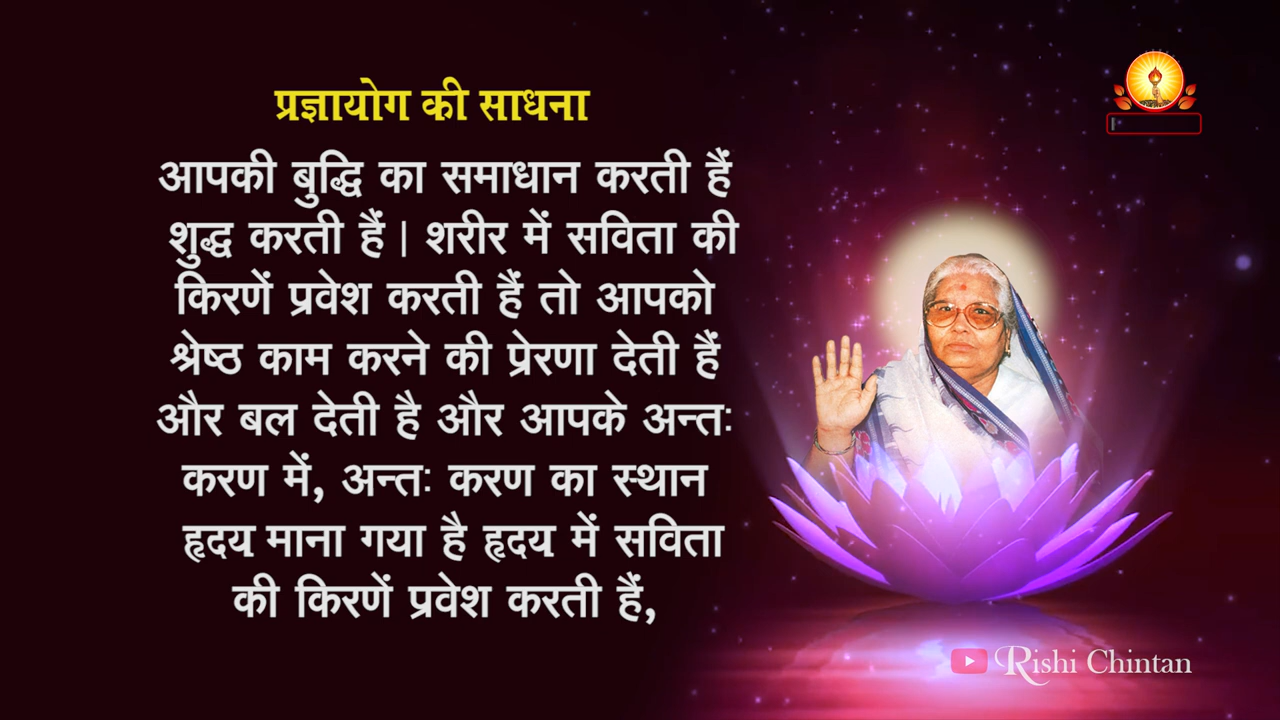 प्रज्ञायोग की साधना
आपकी बुद्धि का समाधान करती हैं
शुद्ध करती हैं | शरीर में सविता की
किरणें प्रवेश करती हैं तो आपको
श्रेष्ठ काम करने की प्रेरणा देती हैं
और बल देती है और आपके अन्तः
करण में, अन्तः करण का स्थान
हृदय माना गया है हृदय में सविता
की किरणें प्रवेश करती हैं,
Rishi Chintan